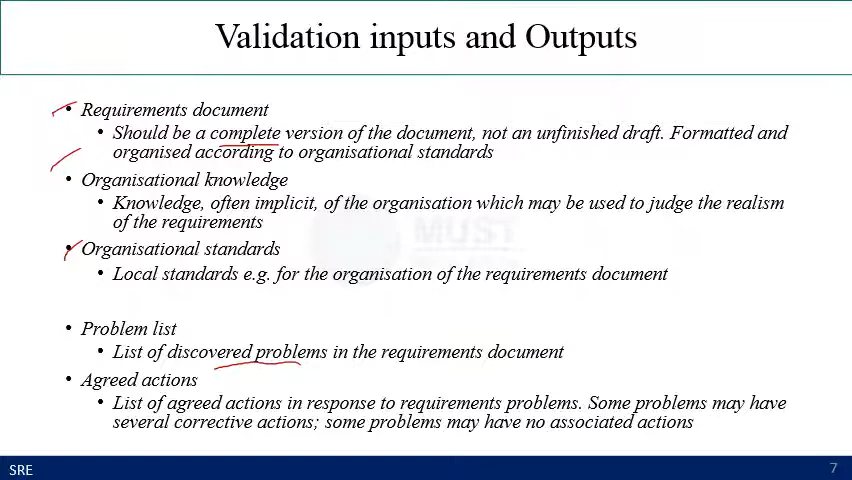 Validation inputs and Outputs
• Requirements document
• Should be a complete version of the document, not an unfinished draft. Formatted and
organised according to organisational standards
• Organisational knowledge
• Knowledge, often implicit, of the organisation which may be used to judge the realism
of the requirements
• Organisational standards
• Local standards e.g. for the organisation of the requirements document
• Problem list
• List of discovered problems in the requirements document
• Agreed actions
• List of agreed actions in response to requirements problems. Some problems may have
several corrective actions; some problems may have no associated actions
MUST
SRE
7